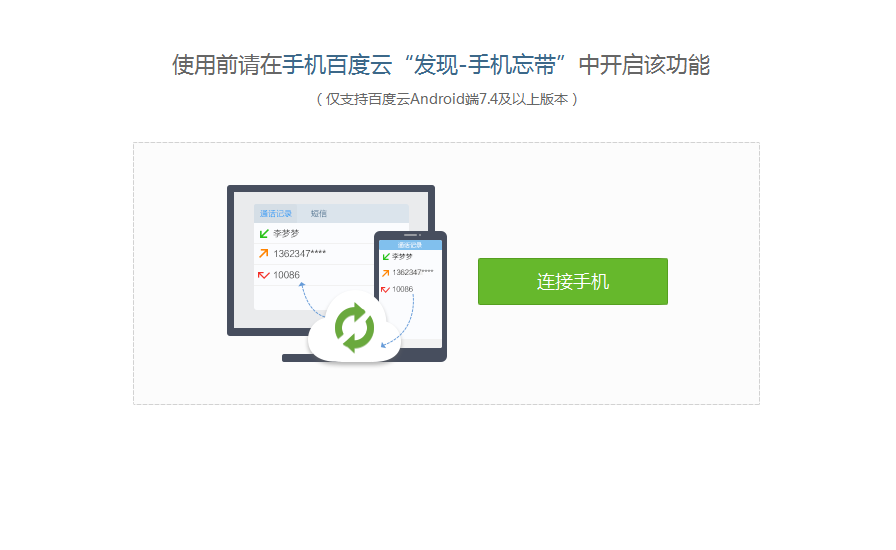 使用前请在手机百度云“发现-手机忘带”中开启该功能
（仅支持百度云Android端7.4及以上版本）
通话记录 短信
李梦梦
1362347****
10086
通话记录
李梦梦
1362347****
10086
连接手机